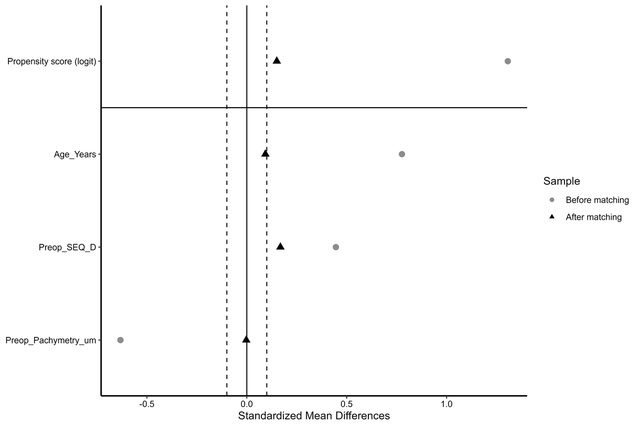 Propensity score (logit)
Age_Years
Preop_SEQ_D
Preop_Pachymetry_um
-0.5
0.0
0.5
1.0
Standardized Mean Differences
Sample
Before matching
After matching